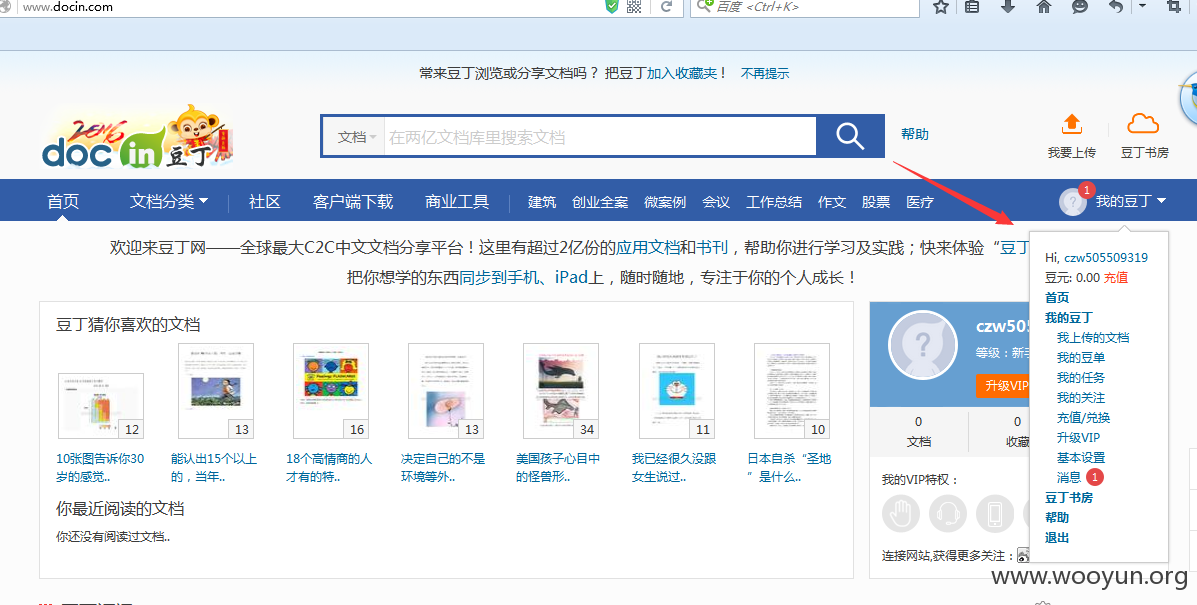 www.docin.com
百度 <Ctrl+K>
常来豆丁浏览或分享文档吗？ 把豆丁加入收藏夹！ 不再提示
docin豆丁
文档
在两亿文档库里搜索文档
帮助
我要上传
豆丁书房
首页
文档分类
社区
客户端下载
商业工具
建筑
创业全案
微案例
会议
工作总结
作文
股票
医疗
1
我的豆丁
欢迎来豆丁网——全球最大C2C中文文档分享平台！这里有超过2亿份的应用文档和书刊，帮助你进行学习及实践；快来体验“豆丁
把你想学的东西同步到手机、iPad上，随时随地，专注于你的个人成长！
豆丁猜你喜欢的文档
12
13
16
13
34
11
10
10张图告诉你30
岁的感觉..
能认出15个以上
的，当年..
18个高情商的人
才有的特..
决定自己的不是
环境等外..
美国孩子心目中
的怪兽形..
我已经很久没跟
女生说过..
日本自杀“圣地
”是什么..
你最近阅读的文档
你还没有阅读过文档..
czw505
等级：新手
升级VIP
0
文档
0
收藏
我的VIP特权：
连接网站,获得更多关注：
Hi, czw505509319
豆元: 0.00 充值
首页
我的豆丁
我上传的文档
我的豆单
我的任务
我的关注
充值/兑换
升级VIP
基本设置
消息 1
豆丁书房
帮助
退出
www.wooyun.org